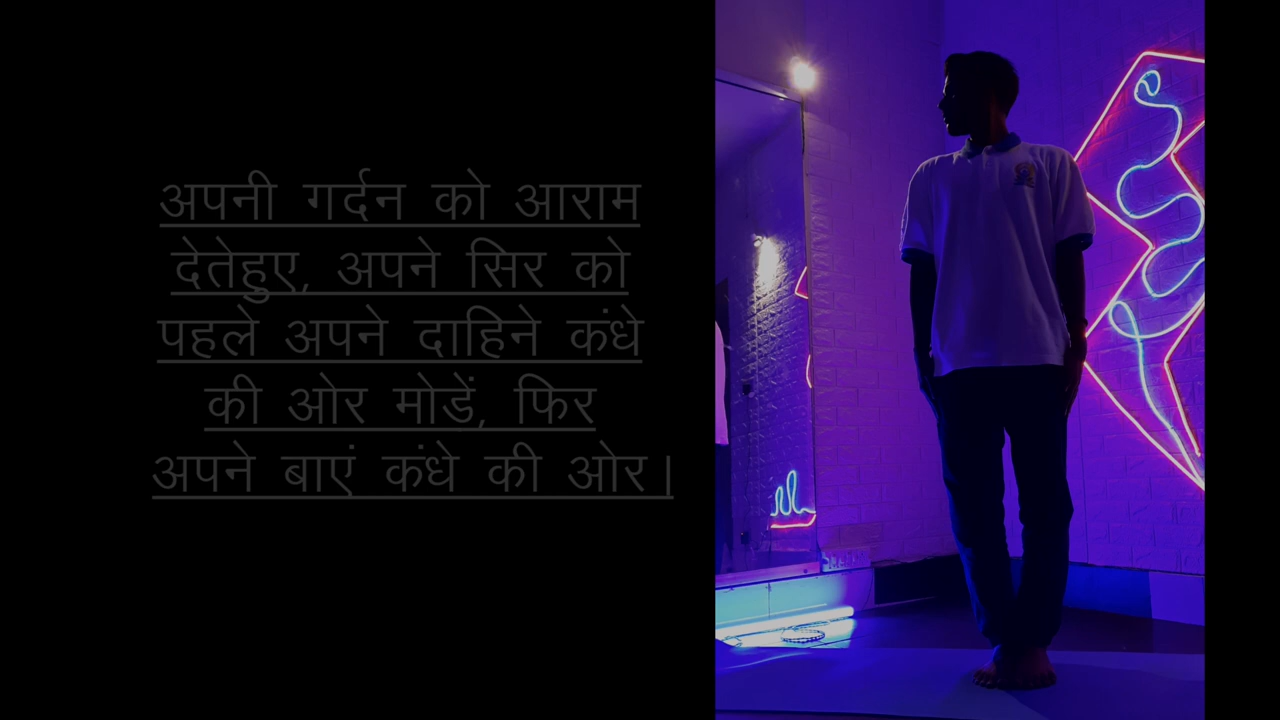 अपनी गर्दन को आराम
देतेहुए, अपने सिर को
पहले अपने दाहिने कंधे
की ओर मोडें, फिर
अपने बाएं कंधे की ओर।